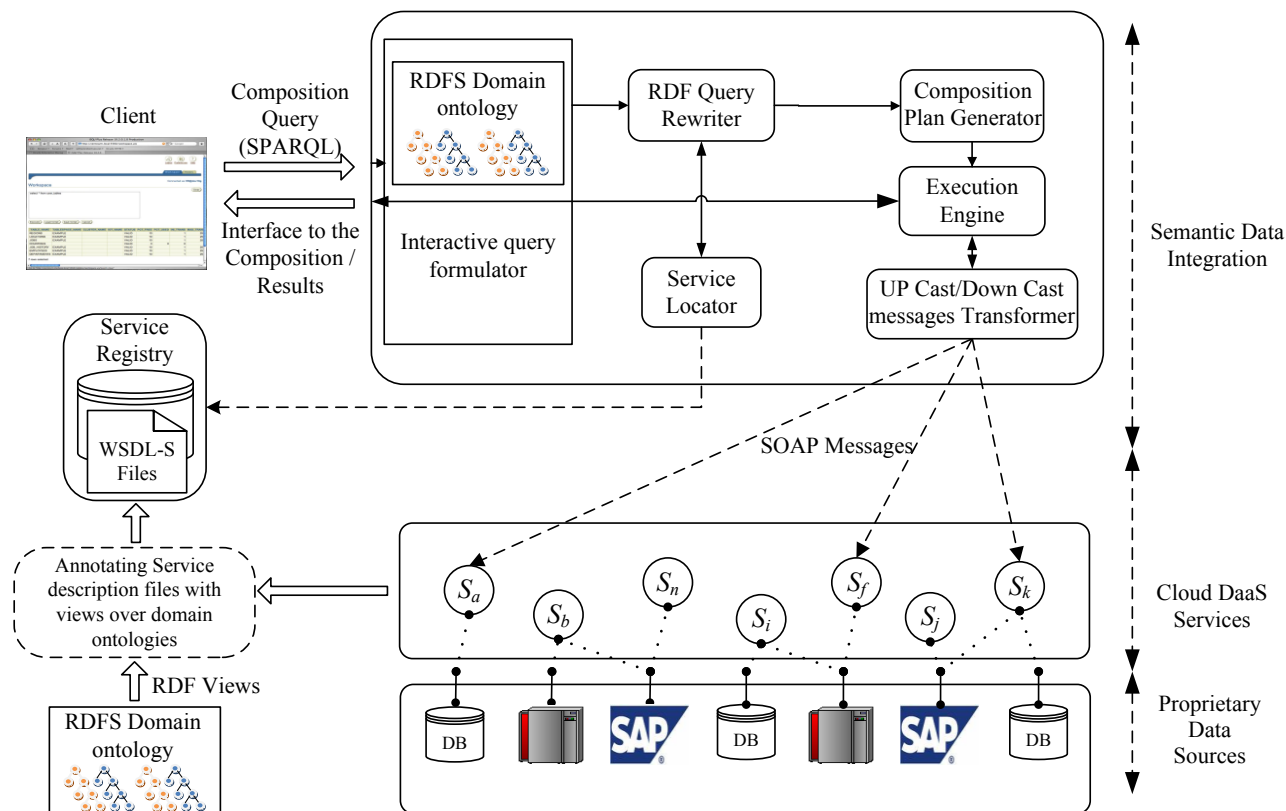 Client
Composition
Query
(SPARQL)
Interface to the
Composition /
Results
RDFS Domain
ontology
Interactive query
formulator
RDF Query
Rewriter
Composition
Plan Generator
Execution
Engine
Service
Locator
UP Cast/Down Cast
messages Transformer
Semantic Data
Integration
Workspace
Service
Registry
WSDL-S
Files
SOAP Messages
Annotating Service
description files with
views over domain
ontologies
RDF Views
RDFS Domain
ontology
Sa
Sb
Sn
Si
Sf
Sj
Sk
Cloud DaaS
Services
DB
SAP
DB
SAP
DB
Proprietary
Data
Sources